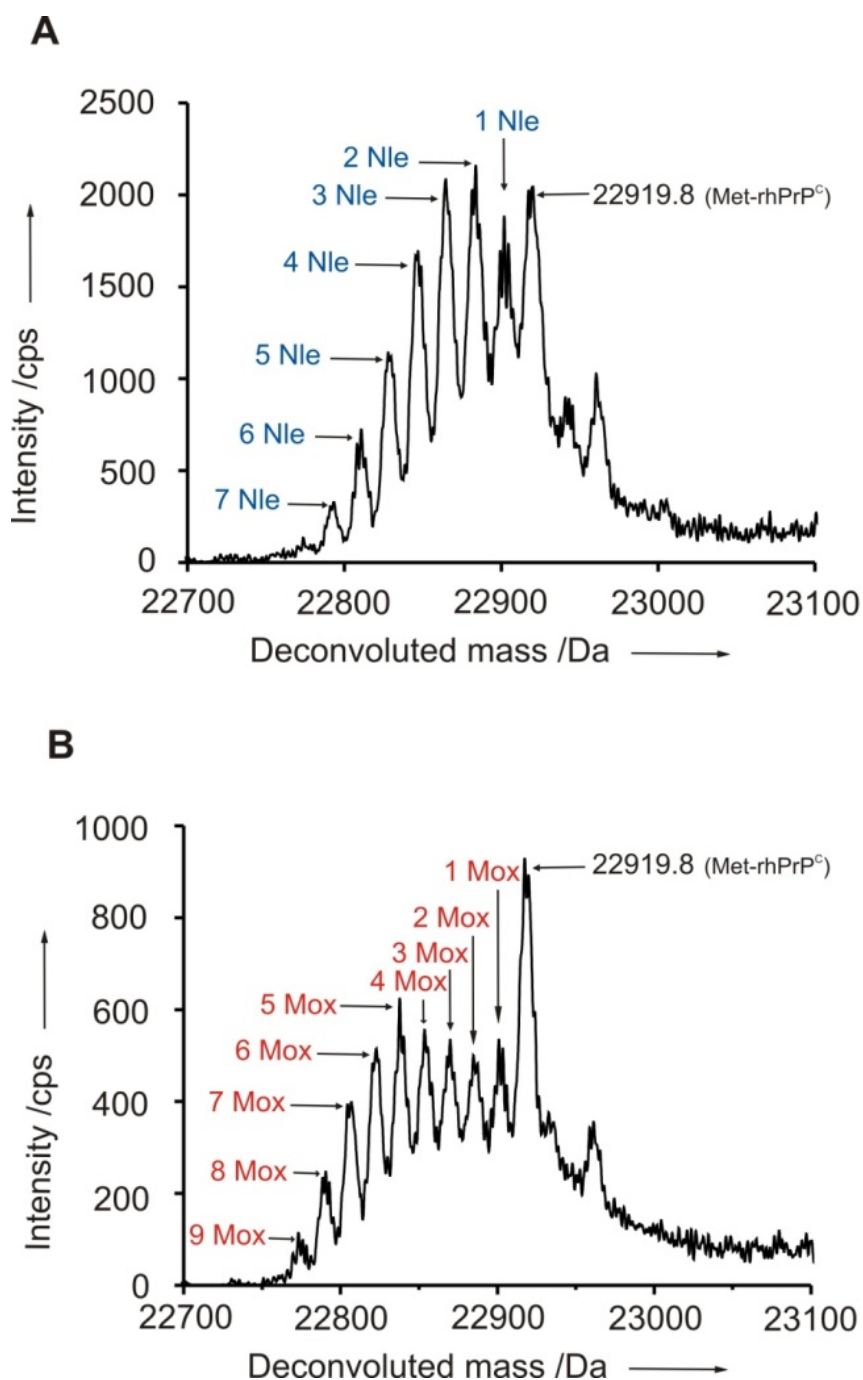 A
2500
2000
1500
1000
500
0
Intensity /cps
1 Nle
2 Nle
3 Nle
4 Nle
5 Nle
6 Nle
7 Nle
22919.8 (Met-rhPrPᶜ)
22700 22800 22900 23000 23100
Deconvoluted mass /Da
B
1000
800
600
400
200
0
Intensity /cps
22919.8 (Met-rhPrPᶜ)
1 Mox
2 Mox
3 Mox
4 Mox
5 Mox
6 Mox
7 Mox
8 Mox
9 Mox
22700 22800 22900 23000 23100
Deconvoluted mass /Da